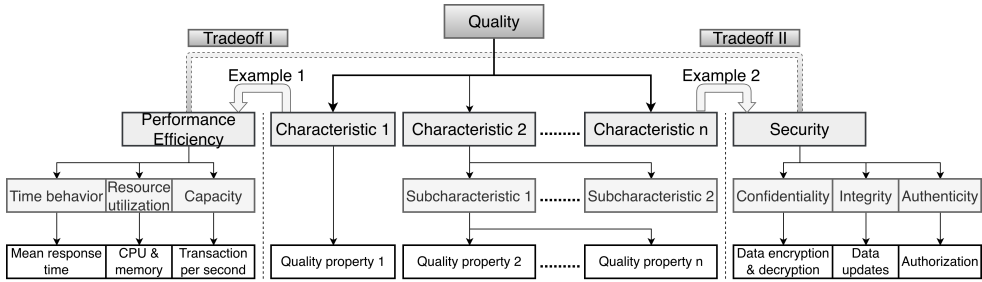 Quality
Tradeoff I
Tradeoff II
Example 1
Example 2
Performance
Efficiency
Characteristic 1
Characteristic 2
.........
Characteristic n
Security
Time behavior
Resource
utilization
Capacity
Subcharacteristic 1
.........
Subcharacteristic 2
Confidentiality
Integrity
Authenticity
Mean response
time
CPU &
memory
Transaction
per second
Quality property 1
Quality property 2
.........
Quality property n
Data encryption
& decryption
Data
updates
Authorization